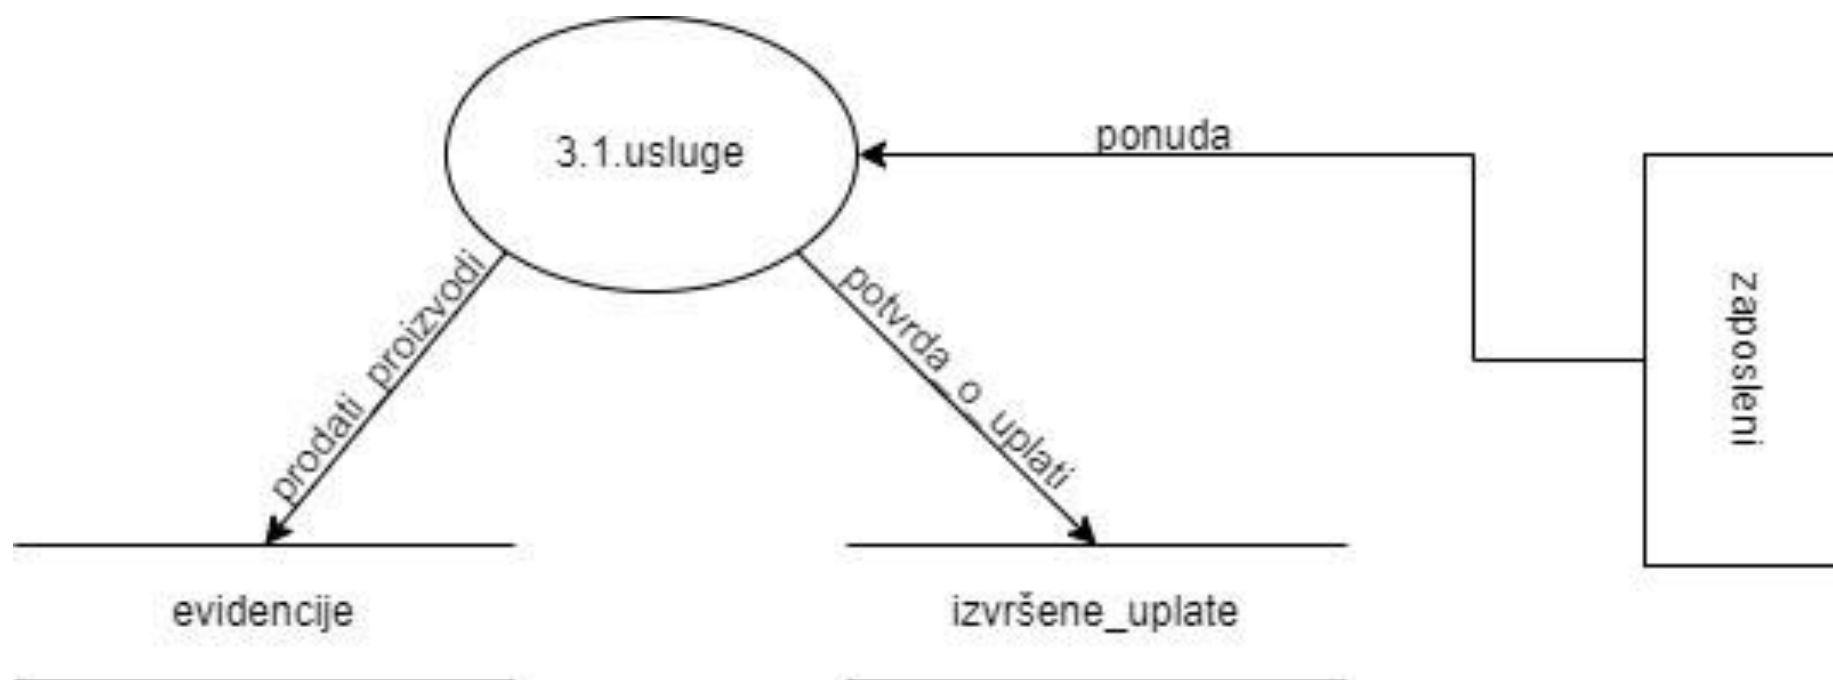 3.1.usluge
ponuda
zaposleni
prodati_proizvodi
potvrda_o_uplati
evidencije
izvršene_uplate